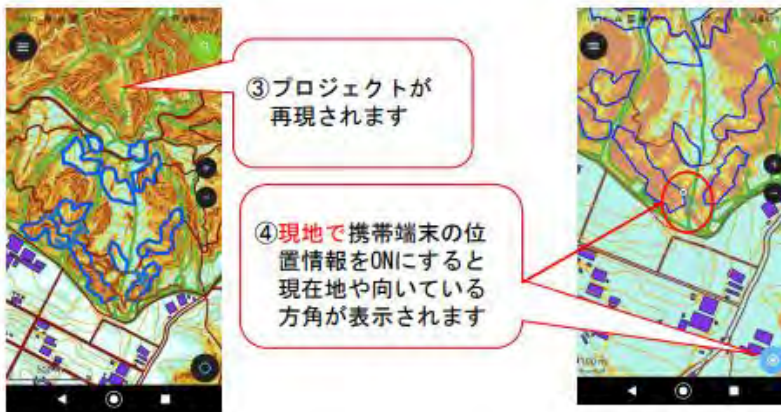 ③プロジェクトが
再現されます
④現地で携帯端末の位
置情報をONにすると
現在地や向いている
方角が表示されます